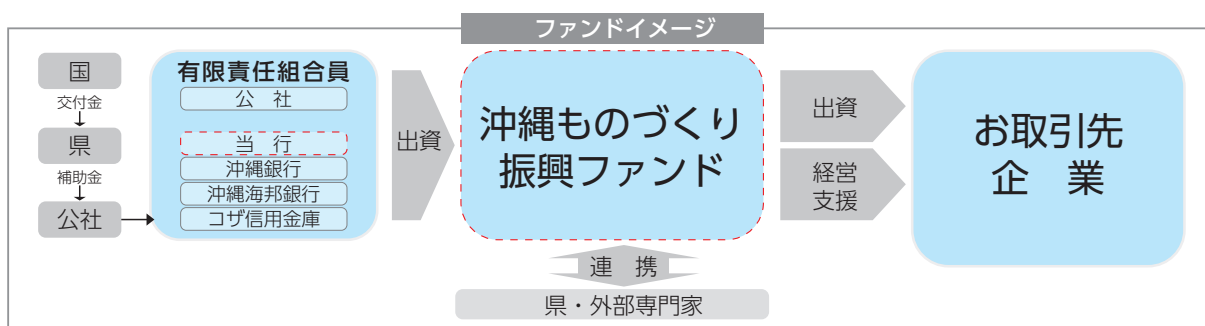 ファンドイメージ
国
交付金
県
補助金
公社
有限責任組合員
公　社
当　行
沖縄銀行
沖縄海邦銀行
コザ信用金庫
出資
沖縄ものづくり
振興ファンド
連　携
県・外部専門家
出資
経営
支援
お取引先
企　業